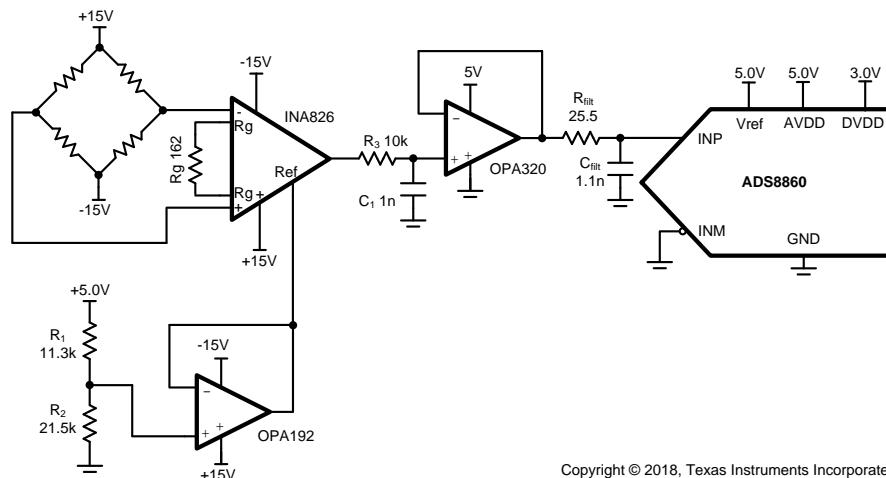 +15V
-15V
INA826
-
Rg
Rg 162
Rg
+
+
Ref
-15V
+15V
R3 10k
C1 1n
5V
−
+
+
OPA320
Rfilt
25.5
Cfilt
1.1n
5.0V
5.0V
3.0V
Vref
AVDD
DVDD
INP
ADS8860
INM
GND
+5.0V
R1
11.3k
R2
21.5k
-15V
−
+
+
OPA192
+15V
Copyright © 2018, Texas Instruments Incorporate